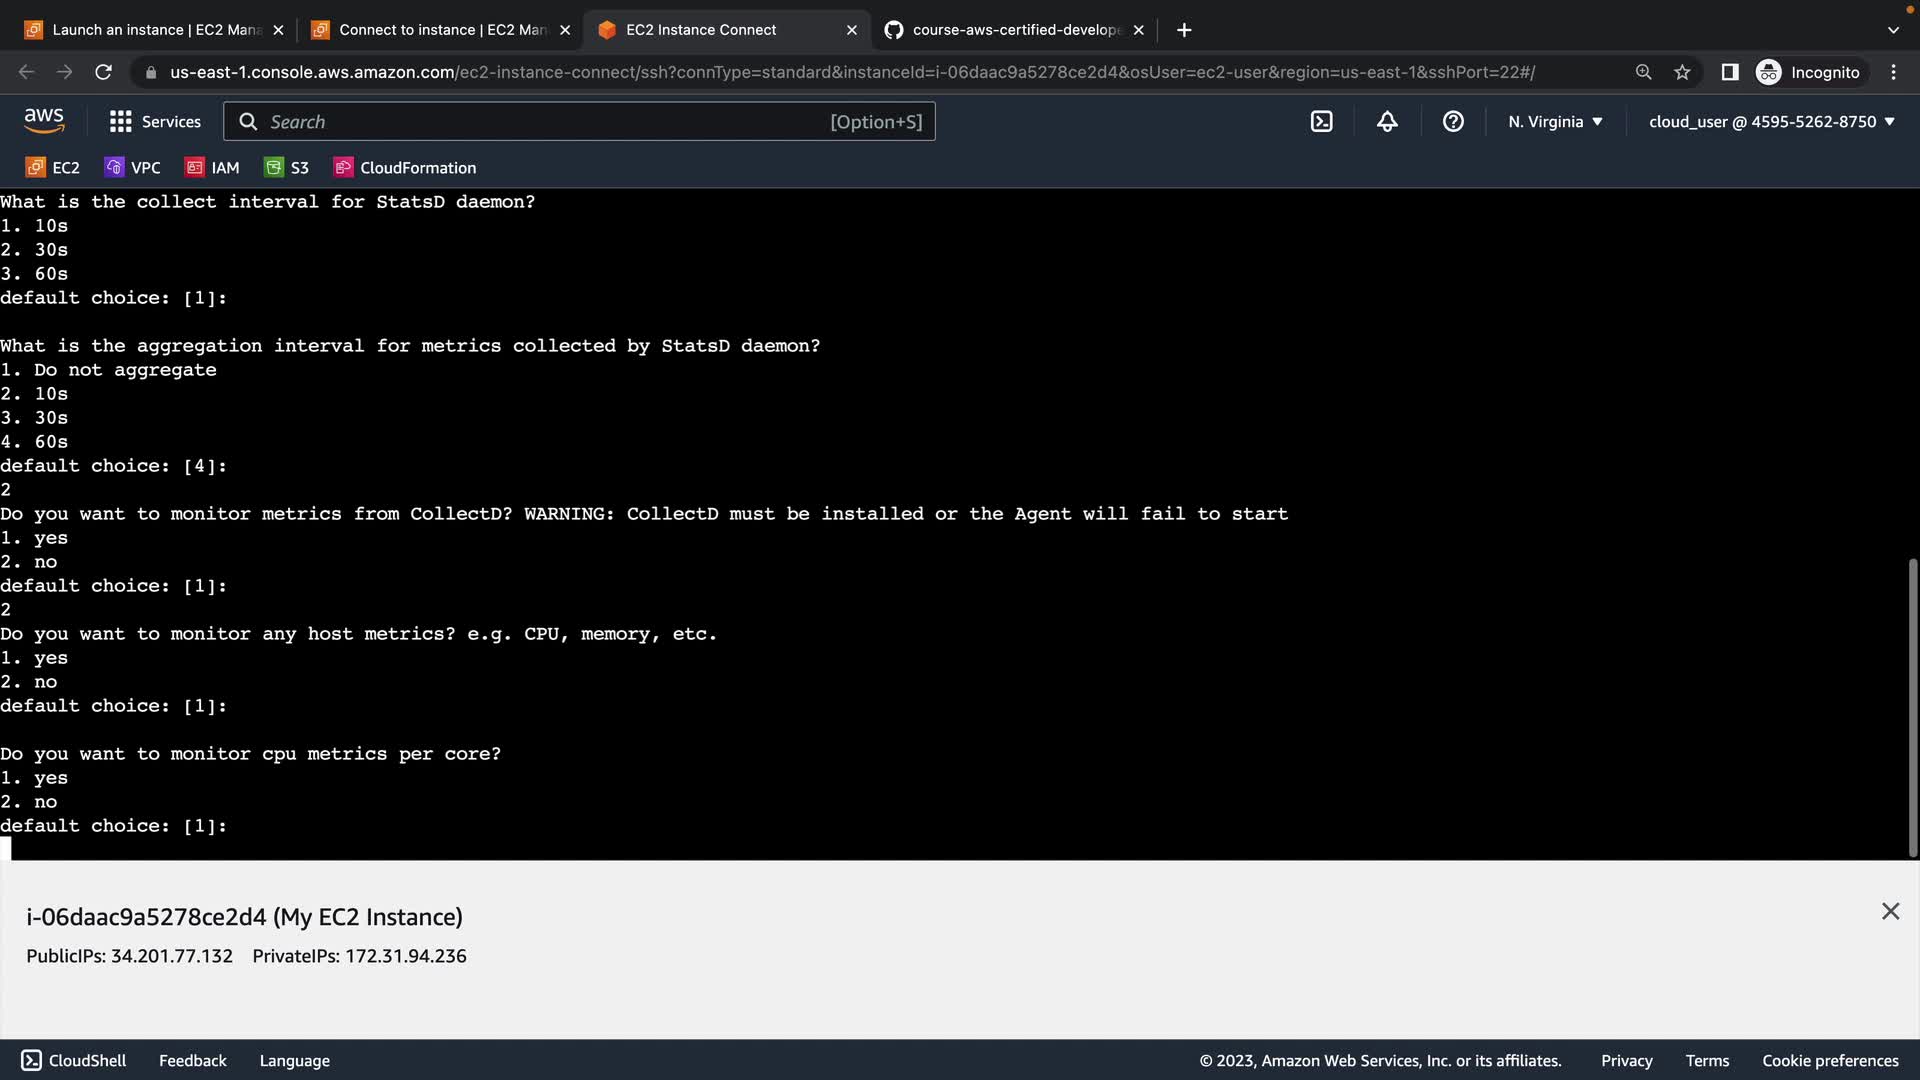 Launch an instance | EC2 Mana
Connect to instance | EC2 Man
EC2 Instance Connect
course-aws-certified-develope
us-east-1.console.aws.amazon.com/ec2-instance-connect/ssh?connType=standard&instanceId=i-06daac9a5278ce2d4&osUser=ec2-user&region=us-east-1&sshPort=22#/
Incognito
aws
Services
Search
[Option+S]
N. Virginia
cloud_user @ 4595-5262-8750
EC2
VPC
IAM
S3
CloudFormation
What is the collect interval for StatsD daemon?
1. 10s
2. 30s
3. 60s
default choice: [1]:
What is the aggregation interval for metrics collected by StatsD daemon?
1. Do not aggregate
2. 10s
3. 30s
4. 60s
default choice: [4]:
2
Do you want to monitor metrics from CollectD? WARNING: CollectD must be installed or the Agent will fail to start
1. yes
2. no
default choice: [1]:
2
Do you want to monitor any host metrics? e.g. CPU, memory, etc.
1. yes
2. no
default choice: [1]:
Do you want to monitor cpu metrics per core?
1. yes
2. no
default choice: [1]:
i-06daac9a5278ce2d4 (My EC2 Instance)
PublicIPs: 34.201.77.132 PrivateIPs: 172.31.94.236
CloudShell
Feedback
Language
© 2023, Amazon Web Services, Inc. or its affiliates.
Privacy
Terms
Cookie preferences